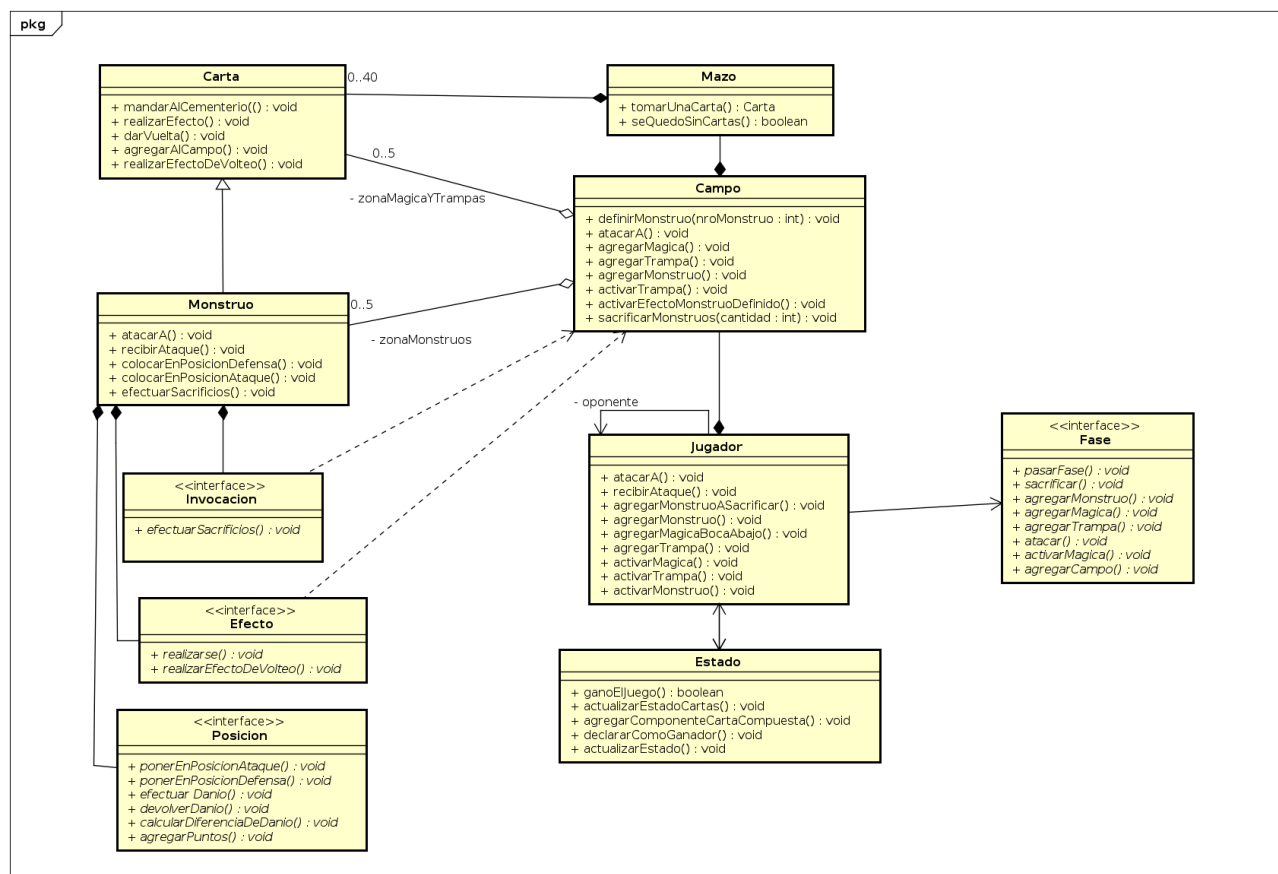 pkg
Carta
+ mandarAlCementerio(() : void
+ realizarEfecto() : void
+ darVuelta() : void
+ agregarAlCampo() : void
+ realizarEfectoDeVolteo() : void
0..40
Mazo
+ tomarUnaCarta() : Carta
+ seQuedoSinCartas() : boolean
0..5
- zonaMagicaYTrampas
Campo
+ definirMonstruo(nroMonstruo : int) : void
+ atacarA() : void
+ agregarMagica() : void
+ agregarTrampa() : void
+ agregarMonstruo() : void
+ activarTrampa() : void
+ activarEfectoMonstruoDefinido() : void
+ sacrificarMonstruos(cantidad : int) : void
Monstruo
+ atacarA() : void
+ recibirAtaque() : void
+ colocarEnPosicionDefensa() : void
+ colocarEnPosicionAtaque() : void
+ efectuarSacrificios() : void
0..5
- zonaMonstruos
- oponente
Jugador
+ atacarA() : void
+ recibirAtaque() : void
+ agregarMonstruoASacrificar() : void
+ agregarMonstruo() : void
+ agregarMagicaBocaAbajo() : void
+ agregarTrampa() : void
+ activarMagica() : void
+ activarTrampa() : void
+ activarMonstruo() : void
<<interface>>
Fase
+ pasarFase() : void
+ sacrificar() : void
+ agregarMonstruo() : void
+ agregarMagica() : void
+ agregarTrampa() : void
+ atacar() : void
+ activarMagica() : void
+ agregarCampo() : void
<<interface>>
Invocacion
+ efectuarSacrificios() : void
<<interface>>
Efecto
+ realizarse() : void
+ realizarEfectoDeVolteo() : void
Estado
+ ganoElJuego() : boolean
+ actualizarEstadoCartas() : void
+ agregarComponenteCartaCompuesta() : void
+ declararComoGanador() : void
+ actualizarEstado() : void
<<interface>>
Posicion
+ ponerEnPosicionAtaque() : void
+ ponerEnPosicionDefensa() : void
+ efectuar Danio() : void
+ devolverDanio() : void
+ calcularDiferenciaDeDanio() : void
+ agregarPuntos() : void